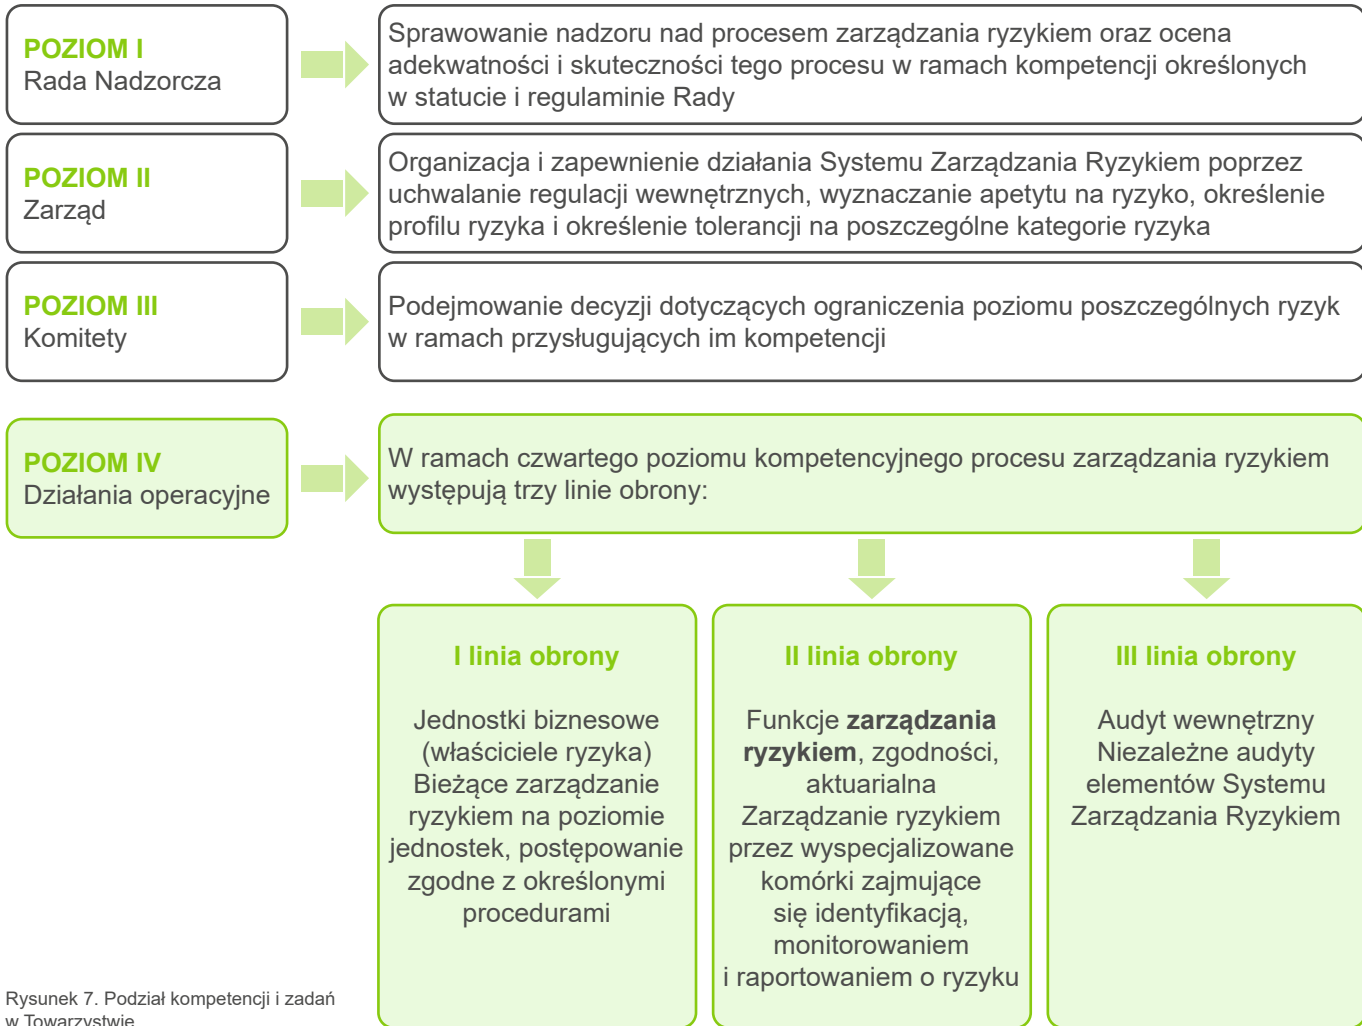 POZIOM I
Rada Nadzorcza
Sprawowanie nadzoru nad procesem zarządzania ryzykiem oraz ocena
adekwatności i skuteczności tego procesu w ramach kompetencji określonych
w statucie i regulaminie Rady
POZIOM II
Zarząd
Organizacja i zapewnienie działania Systemu Zarządzania Ryzykiem poprzez
uchwalanie regulacji wewnętrznych, wyznaczanie apetytu na ryzyko, określenie
profilu ryzyka i określenie tolerancji na poszczególne kategorie ryzyka
POZIOM III
Komitety
Podejmowanie decyzji dotyczących ograniczenia poziomu poszczególnych ryzyk
w ramach przysługujących im kompetencji
POZIOM IV
Działania operacyjne
W ramach czwartego poziomu kompetencyjnego procesu zarządzania ryzykiem
występują trzy linie obrony:
I linia obrony
Jednostki biznesowe
(właściciele ryzyka)
Bieżące zarządzanie
ryzykiem na poziomie
jednostek, postępowanie
zgodne z określonymi
procedurami
II linia obrony
Funkcje zarządzania
ryzykiem, zgodności,
aktuarialna
Zarządzanie ryzykiem
przez wyspecjalizowane
komórki zajmujące
się identyfikacją,
monitorowaniem
i raportowaniem o ryzyku
III linia obrony
Audyt wewnętrzny
Niezależne audyty
elementów Systemu
Zarządzania Ryzykiem
Rysunek 7. Podział kompetencji i zadań
w Towarzystwie